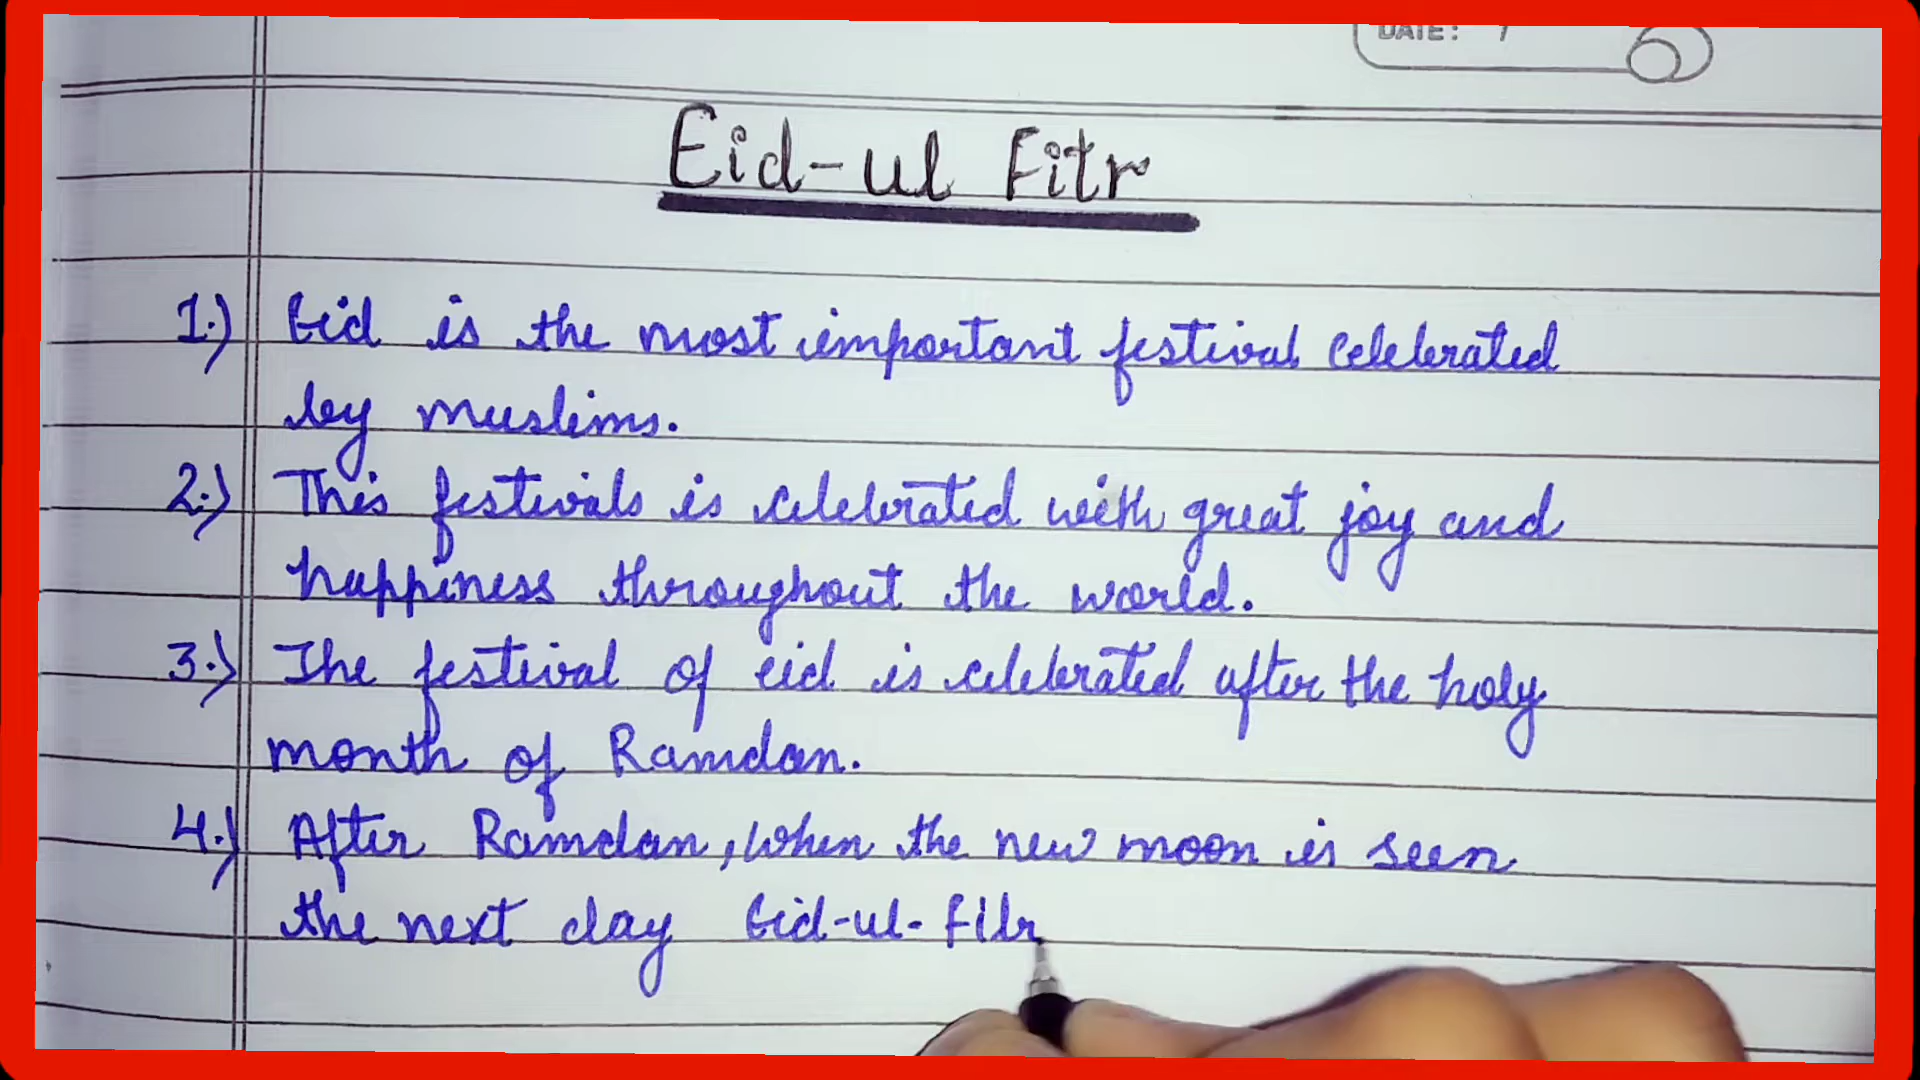 DATE: /
Eid-ul Fitr
1.) Eid is the most important festival celebrated
by muslims.
2.) This festivals is celebrated with great joy and
happiness throughout the world.
3.) The festival of eid is celebrated after the holy
month of Ramdan.
4.) After Ramdan, when the new moon is seen
the next day Eid-ul-Fitr